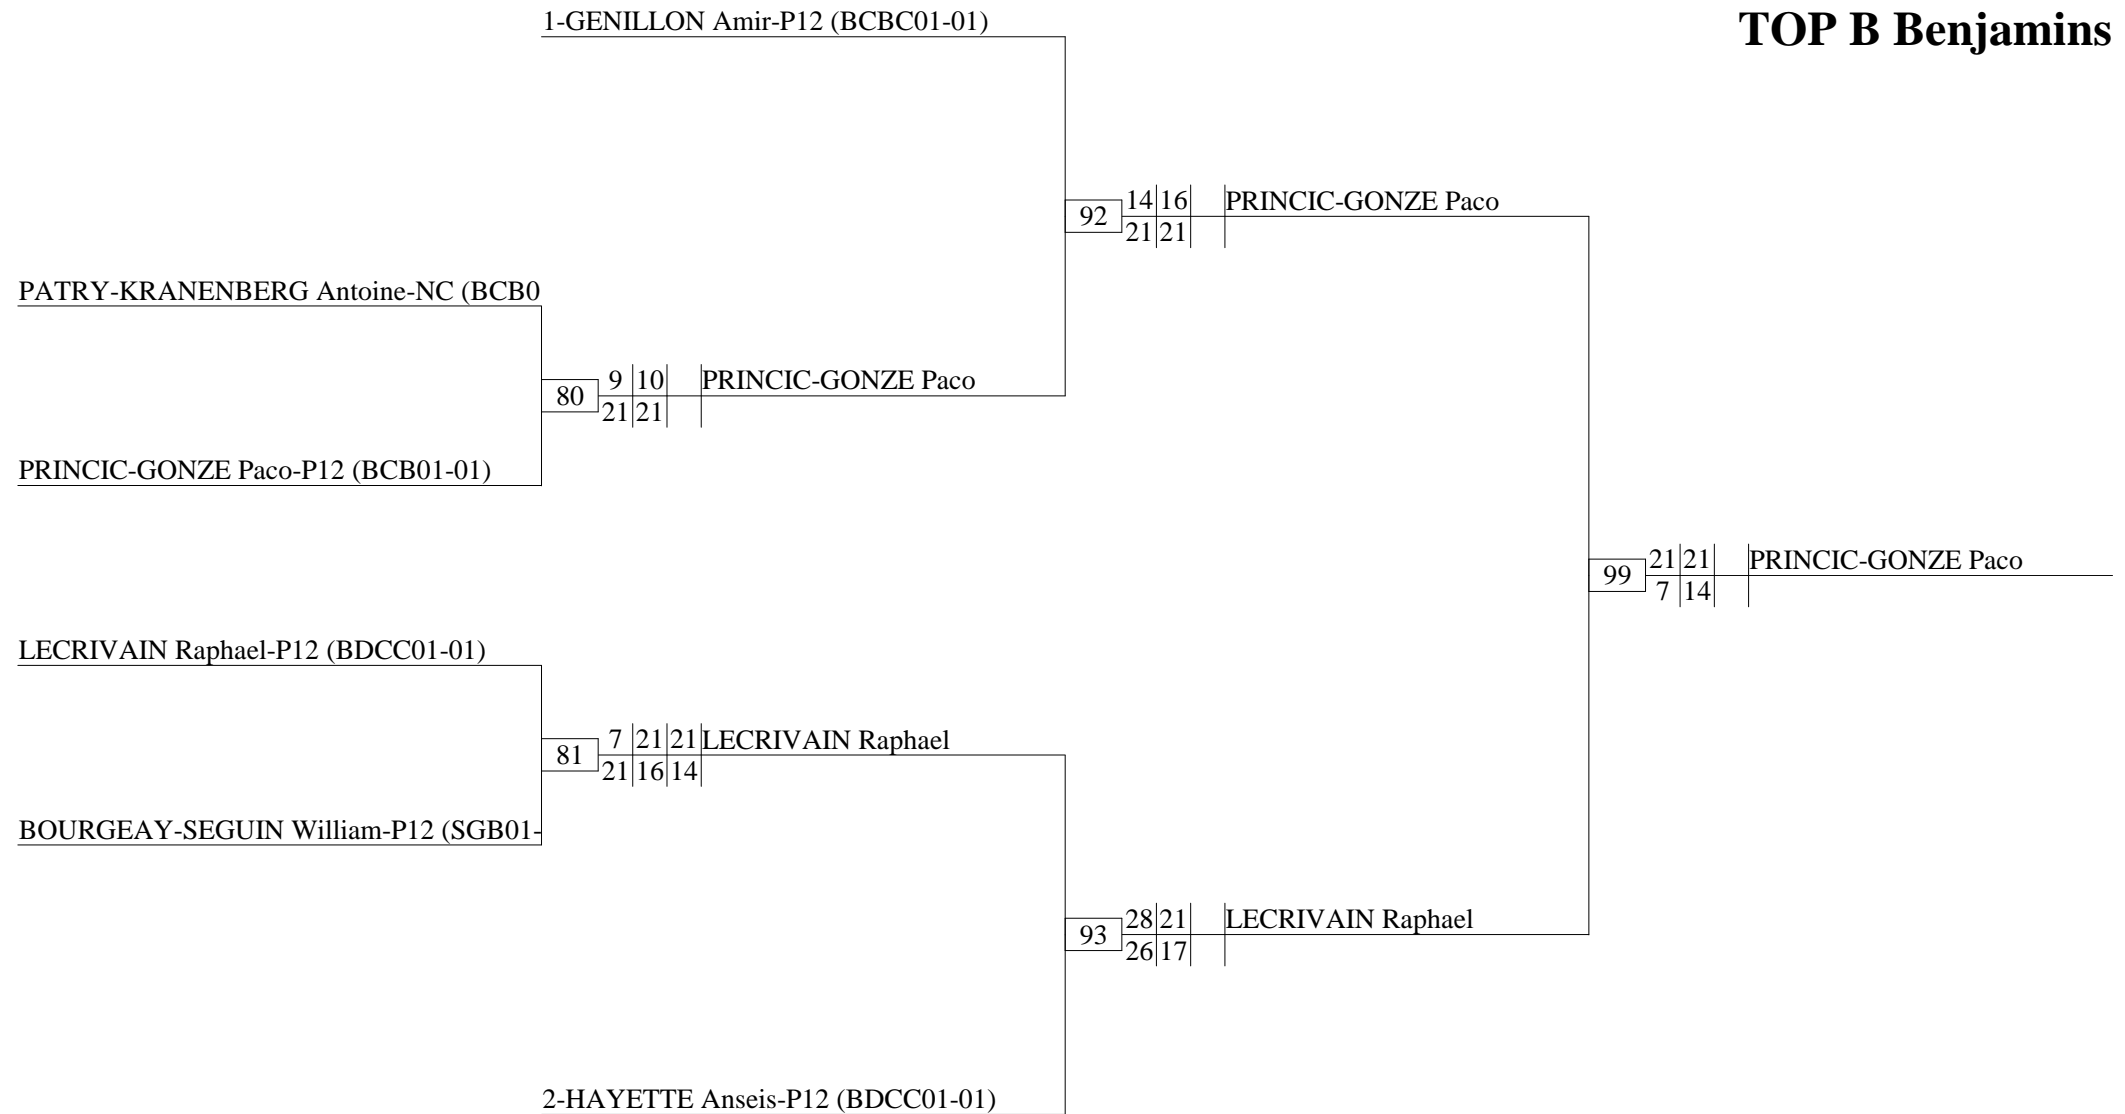 1-GENILLON Amir-P12 (BCBC01-01)
TOP B Benjamins
14 16 PRINCIC-GONZE Paco
92
21 21
PATRY-KRANENBERG Antoine-NC (BCB0
9 10 PRINCIC-GONZE Paco
80
21 21
PRINCIC-GONZE Paco-P12 (BCB01-01)
21 21 PRINCIC-GONZE Paco
99
7 14
LECRIVAIN Raphael-P12 (BDCC01-01)
7 21 21 LECRIVAIN Raphael
81
21 16 14
BOURGEAY-SEGUIN William-P12 (SGB01-
28 21 LECRIVAIN Raphael
93
26 17
2-HAYETTE Anseis-P12 (BDCC01-01)